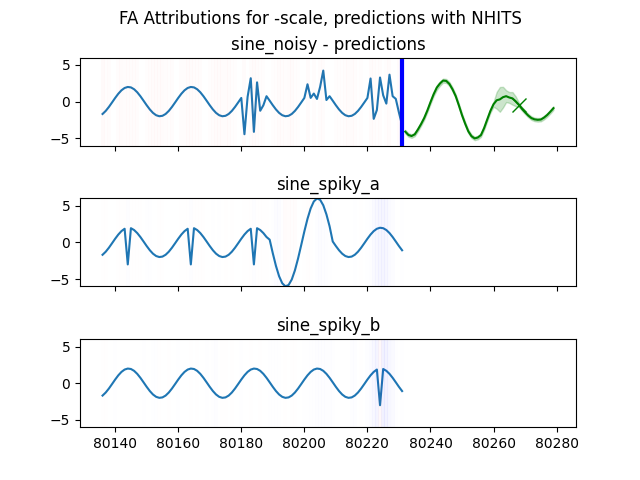 FA Attributions for -scale, predictions with NHITS
sine_noisy - predictions
5
0
−5
sine_spiky_a
5
0
−5
sine_spiky_b
5
0
−5
80140 80160 80180 80200 80220 80240 80260 80280